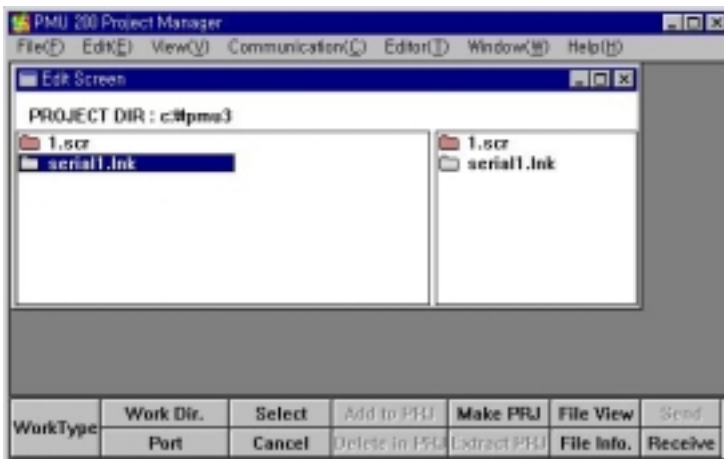 PMU 200 Project Manager
File(F) Edit(E) View(V) Communication(C) Editor(T) Window(W) Help(H)
Edit Screen
PROJECT DIR : c:₩pmu3
1.scr
serial1.lnk
1.scr
serial1.lnk
WorkType
Work Dir. Select Add to PRJ Make PRJ File View Send
Port Cancel Delete in PRJ Extract PRJ File Info. Receive